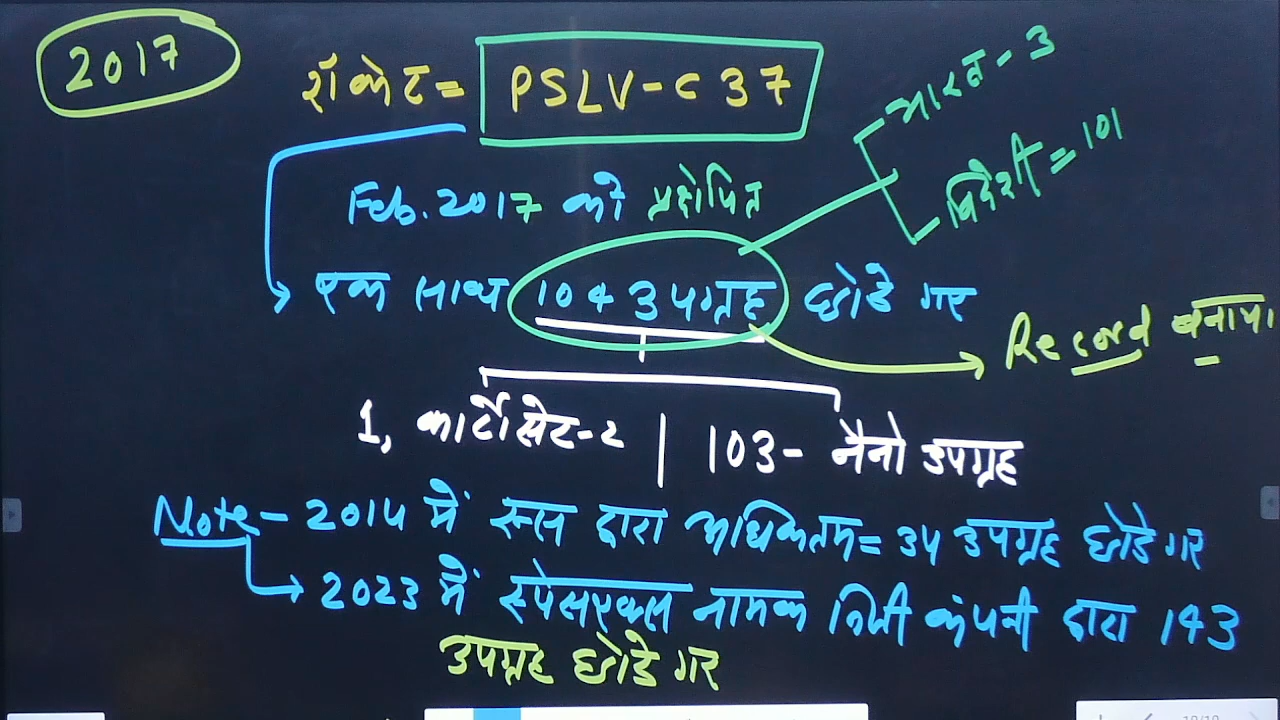 2017
रॉकेट = PSLV-C37
भारत - 3
विदेशी = 101
Feb. 2017 को प्रक्षेपित
एक साथ 104 उपग्रह छोडे गए
Record बनाया
1, कार्टोसेट-2 | 103- नैनो उपग्रह
Note - 2014 में रूस द्वारा अधिकतम = 34 उपग्रह छोडे गए
2023 में स्पेसएक्स नामक निजी कंपनी द्वारा 143
उपग्रह छोडे गए